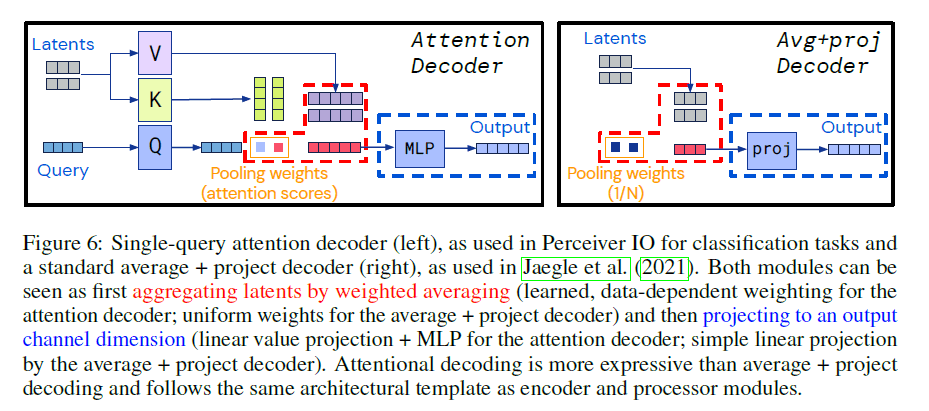 Latents
V
K
Q
Query
Attention
Decoder
Pooling weights
(attention scores)
MLP
Output
Latents
Avg+proj
Decoder
Pooling weights
(1/N)
proj
Output
Figure 6: Single-query attention decoder (left), as used in Perceiver IO for classification tasks and
a standard average + project decoder (right), as used in Jaegle et al. (2021). Both modules can be
seen as first aggregating latents by weighted averaging (learned, data-dependent weighting for the
attention decoder; uniform weights for the average + project decoder) and then projecting to an output
channel dimension (linear value projection + MLP for the attention decoder; simple linear projection
by the average + project decoder). Attentional decoding is more expressive than average + project
decoding and follows the same architectural template as encoder and processor modules.